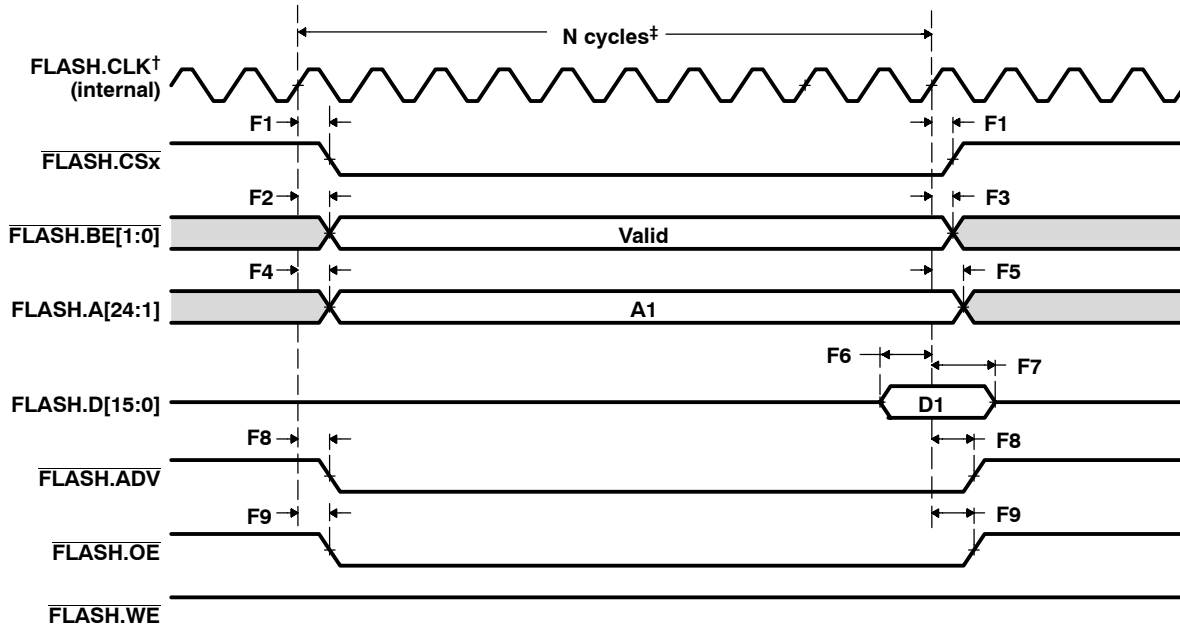 N cycles‡
FLASH.CLK†
(internal)
F1
F1
FLASH.CSx
F2
F3
FLASH.BE[1:0]
Valid
F4
F5
FLASH.A[24:1]
A1
F6
F7
FLASH.D[15:0]
D1
F8
F8
FLASH.ADV
F9
F9
FLASH.OE
FLASH.WE